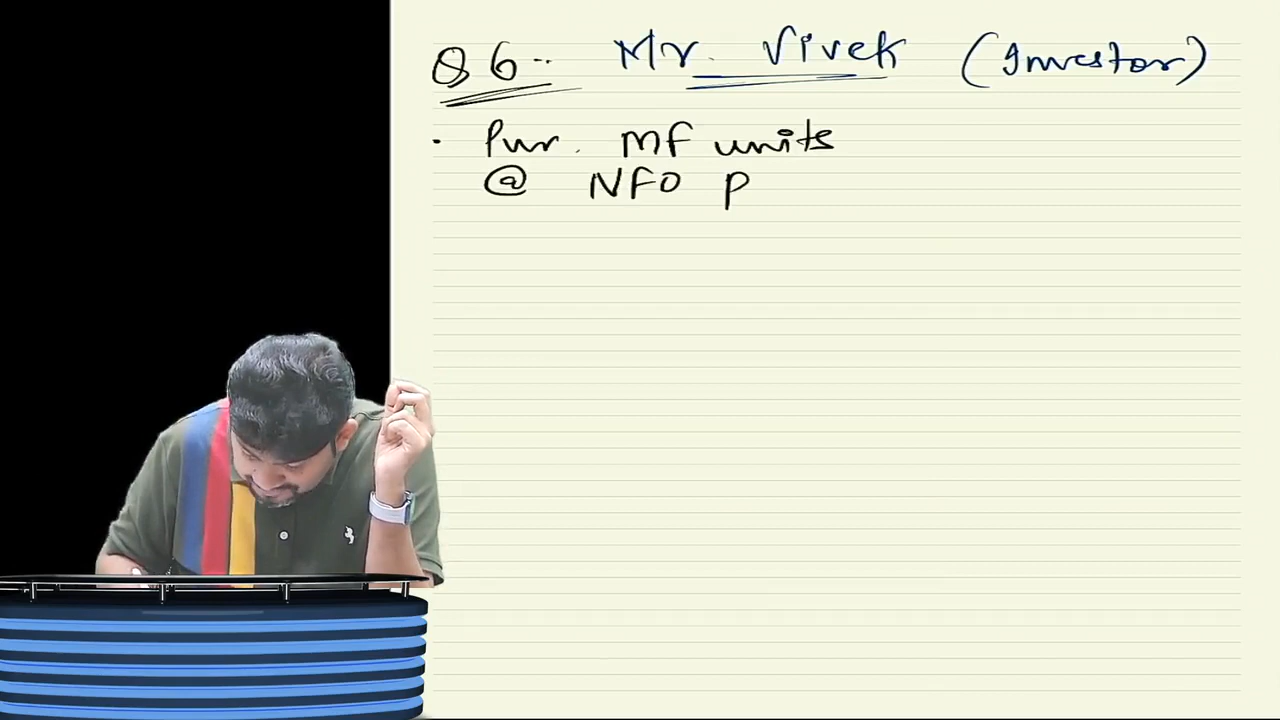 Q6..  Mr. Vivek (Investor)
· Pur. MF units
@ NFO P